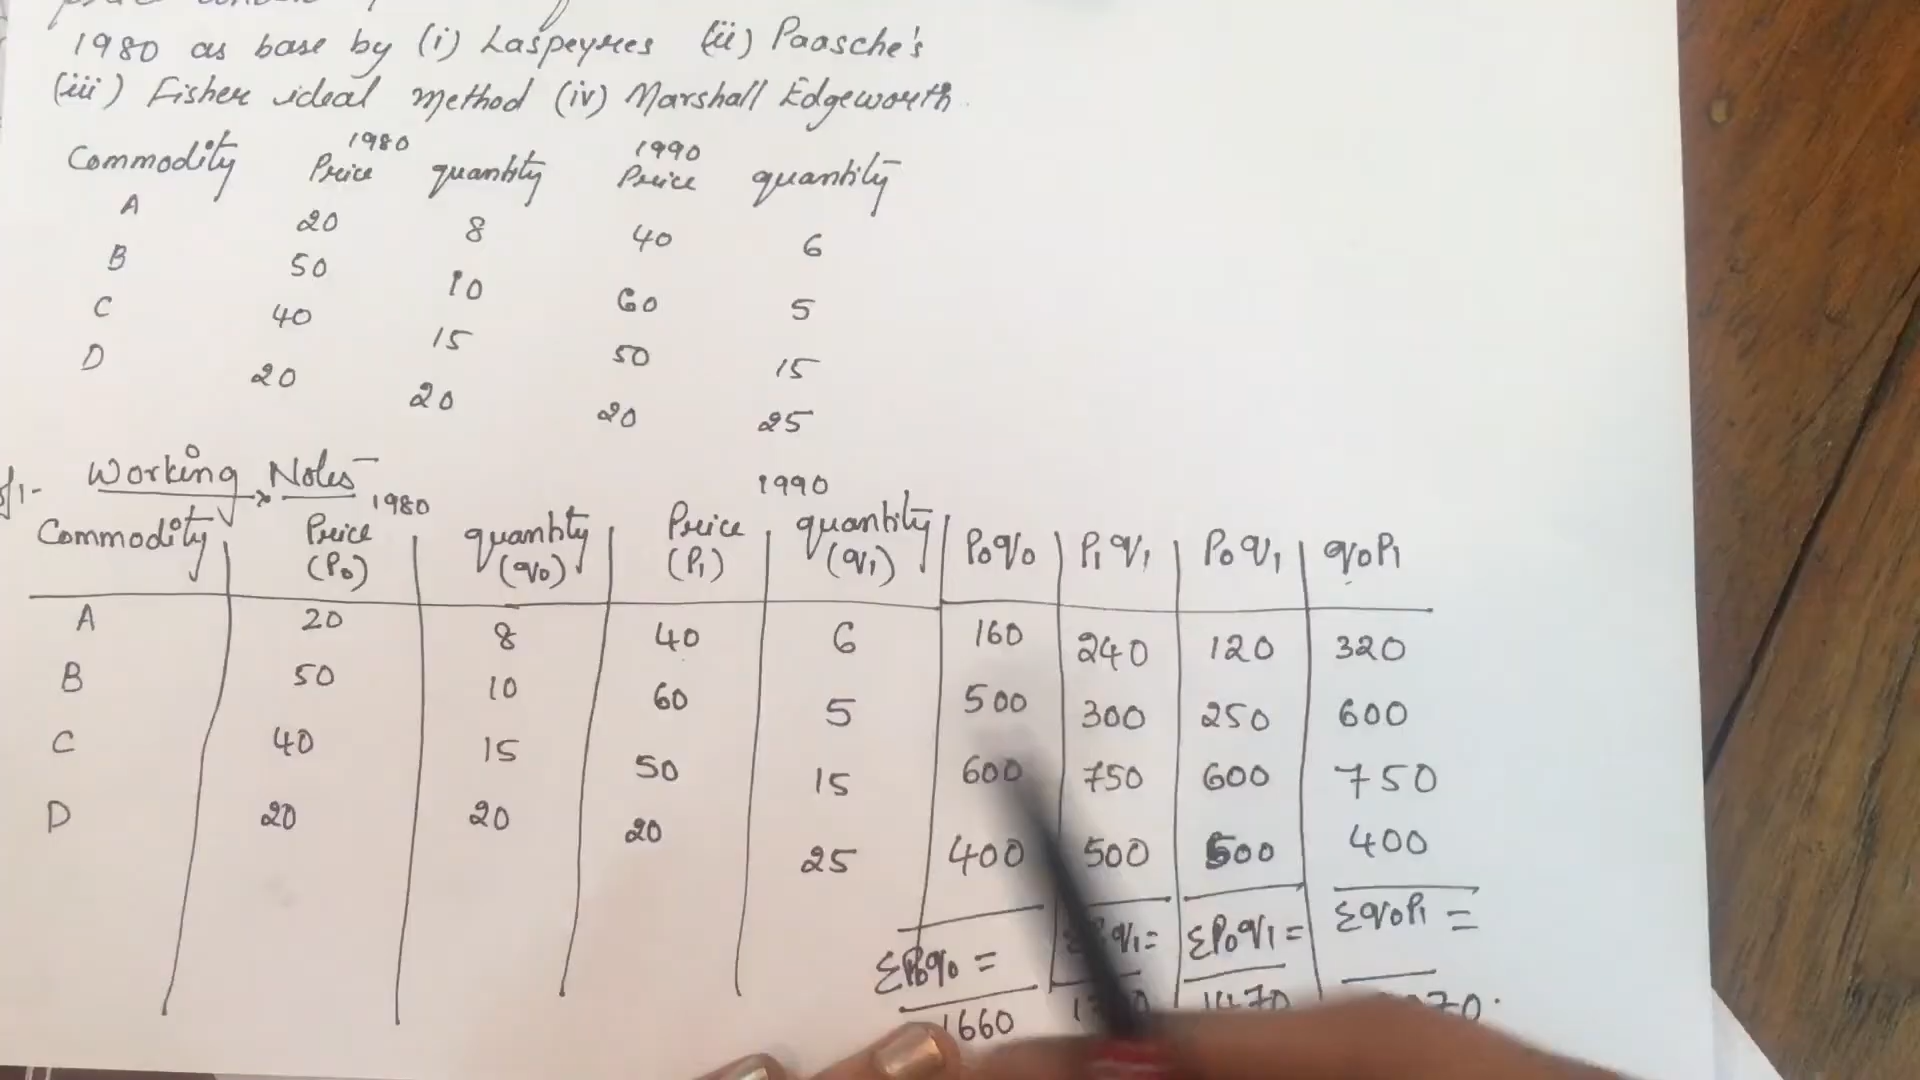 1980 as base by (i) Laspeyres (ii) Paasche's
(iii) Fisher ideal method (iv) Marshall Edgeworth.
1980 1990
Commodity Price quantity Price quantity
A 20 8 40 6
B 50 10 60 5
C 40 15 50 15
D 20 20 20 25
Working Notes
1980 1990
Commodity Price quantity Price quantity P0q0 P1q1 P0q1 q0P1
(P0) (q0) (P1) (q1)
A 20 8 40 6 160 240 120 320
B 50 10 60 5 500 300 250 600
C 40 15 50 15 600 750 600 750
D 20 20 20 25 400 500 500 400
ΣP0q0 = q1= ΣP0q1= Σq0P1 =
1660 1470